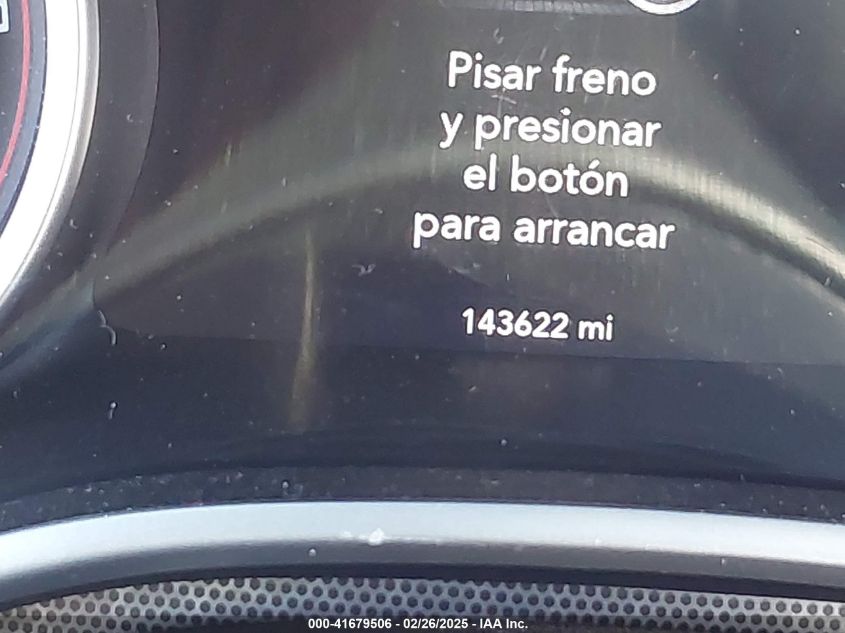 Pisar freno
y presionar
el botón
para arrancar
143622 mi
000-41679506 - 02/26/2025 - IAA Inc.